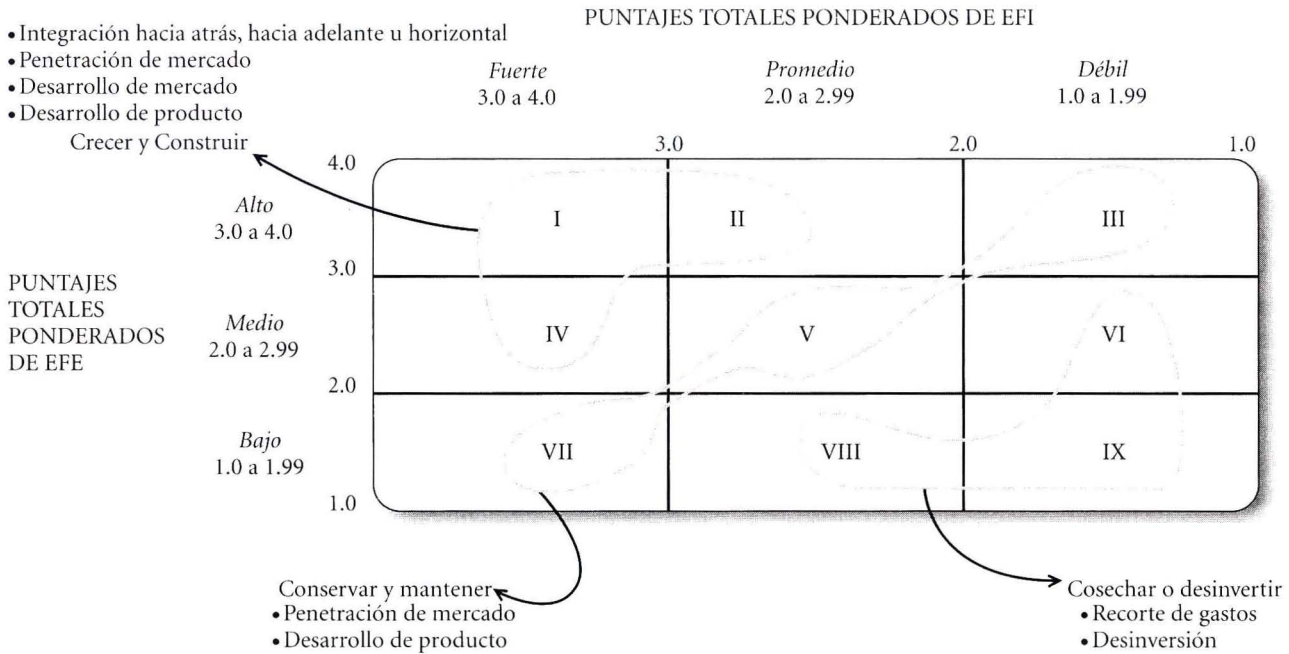 PUNTAJES TOTALES PONDERADOS DE EFI
• Integración hacia atrás, hacia adelante u horizontal
• Penetración de mercado
• Desarrollo de mercado
• Desarrollo de producto
Crecer y Construir
Fuerte
3.0 a 4.0
Promedio
2.0 a 2.99
Débil
1.0 a 1.99
3.0
2.0
1.0
4.0
Alto
3.0 a 4.0
I
II
III
3.0
PUNTAJES
TOTALES
PONDERADOS
DE EFE
Medio
2.0 a 2.99
IV
V
VI
2.0
Bajo
1.0 a 1.99
VII
VIII
IX
1.0
Conservar y mantener
• Penetración de mercado
• Desarrollo de producto
Cosechar o desinvertir
• Recorte de gastos
• Desinversión